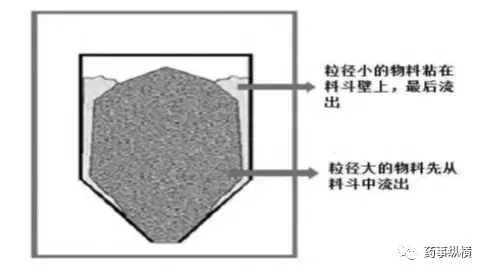 粒径小的物料粘在
料斗壁上，最后流
出
粒径大的物料先从
料斗中流出
药事纵横